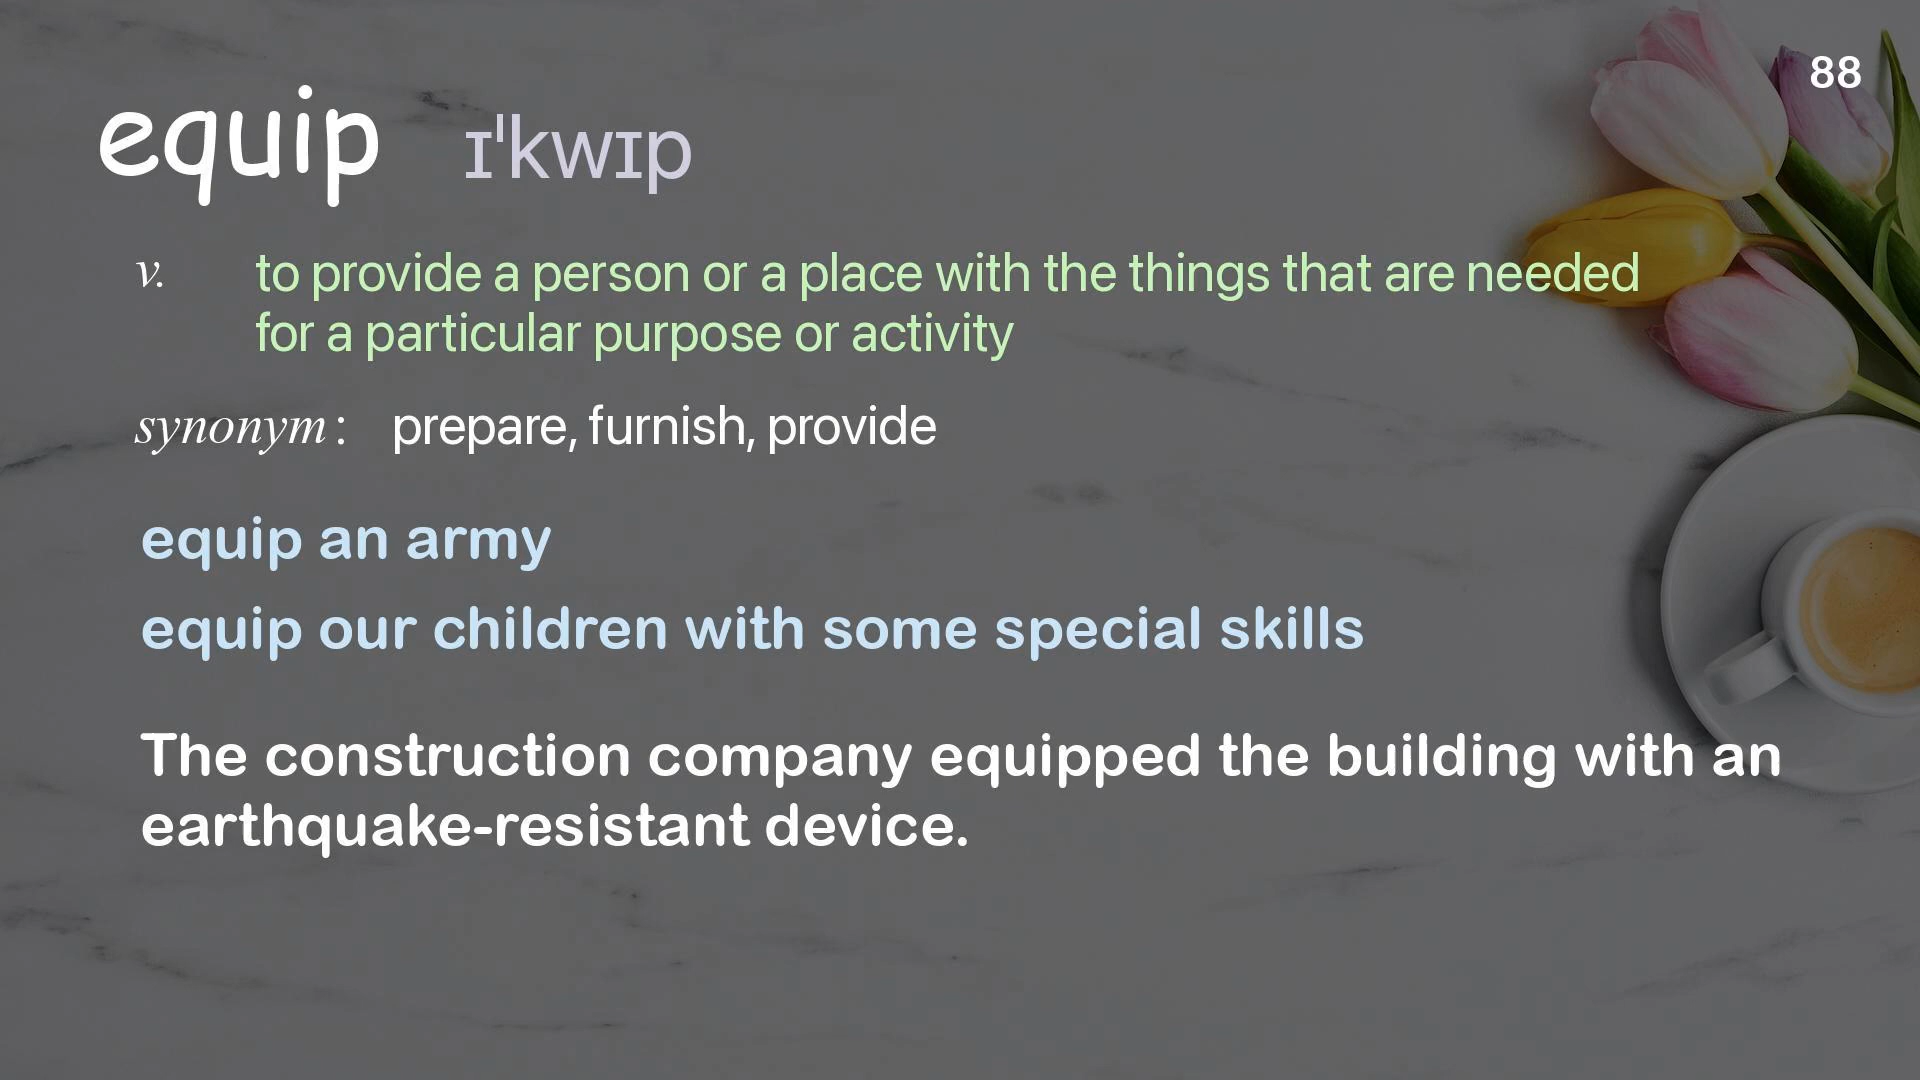 88
equip ɪˈkwɪp
v. to provide a person or a place with the things that are needed
for a particular purpose or activity
synonym : prepare, furnish, provide
equip an army
equip our children with some special skills
The construction company equipped the building with an
earthquake-resistant device.